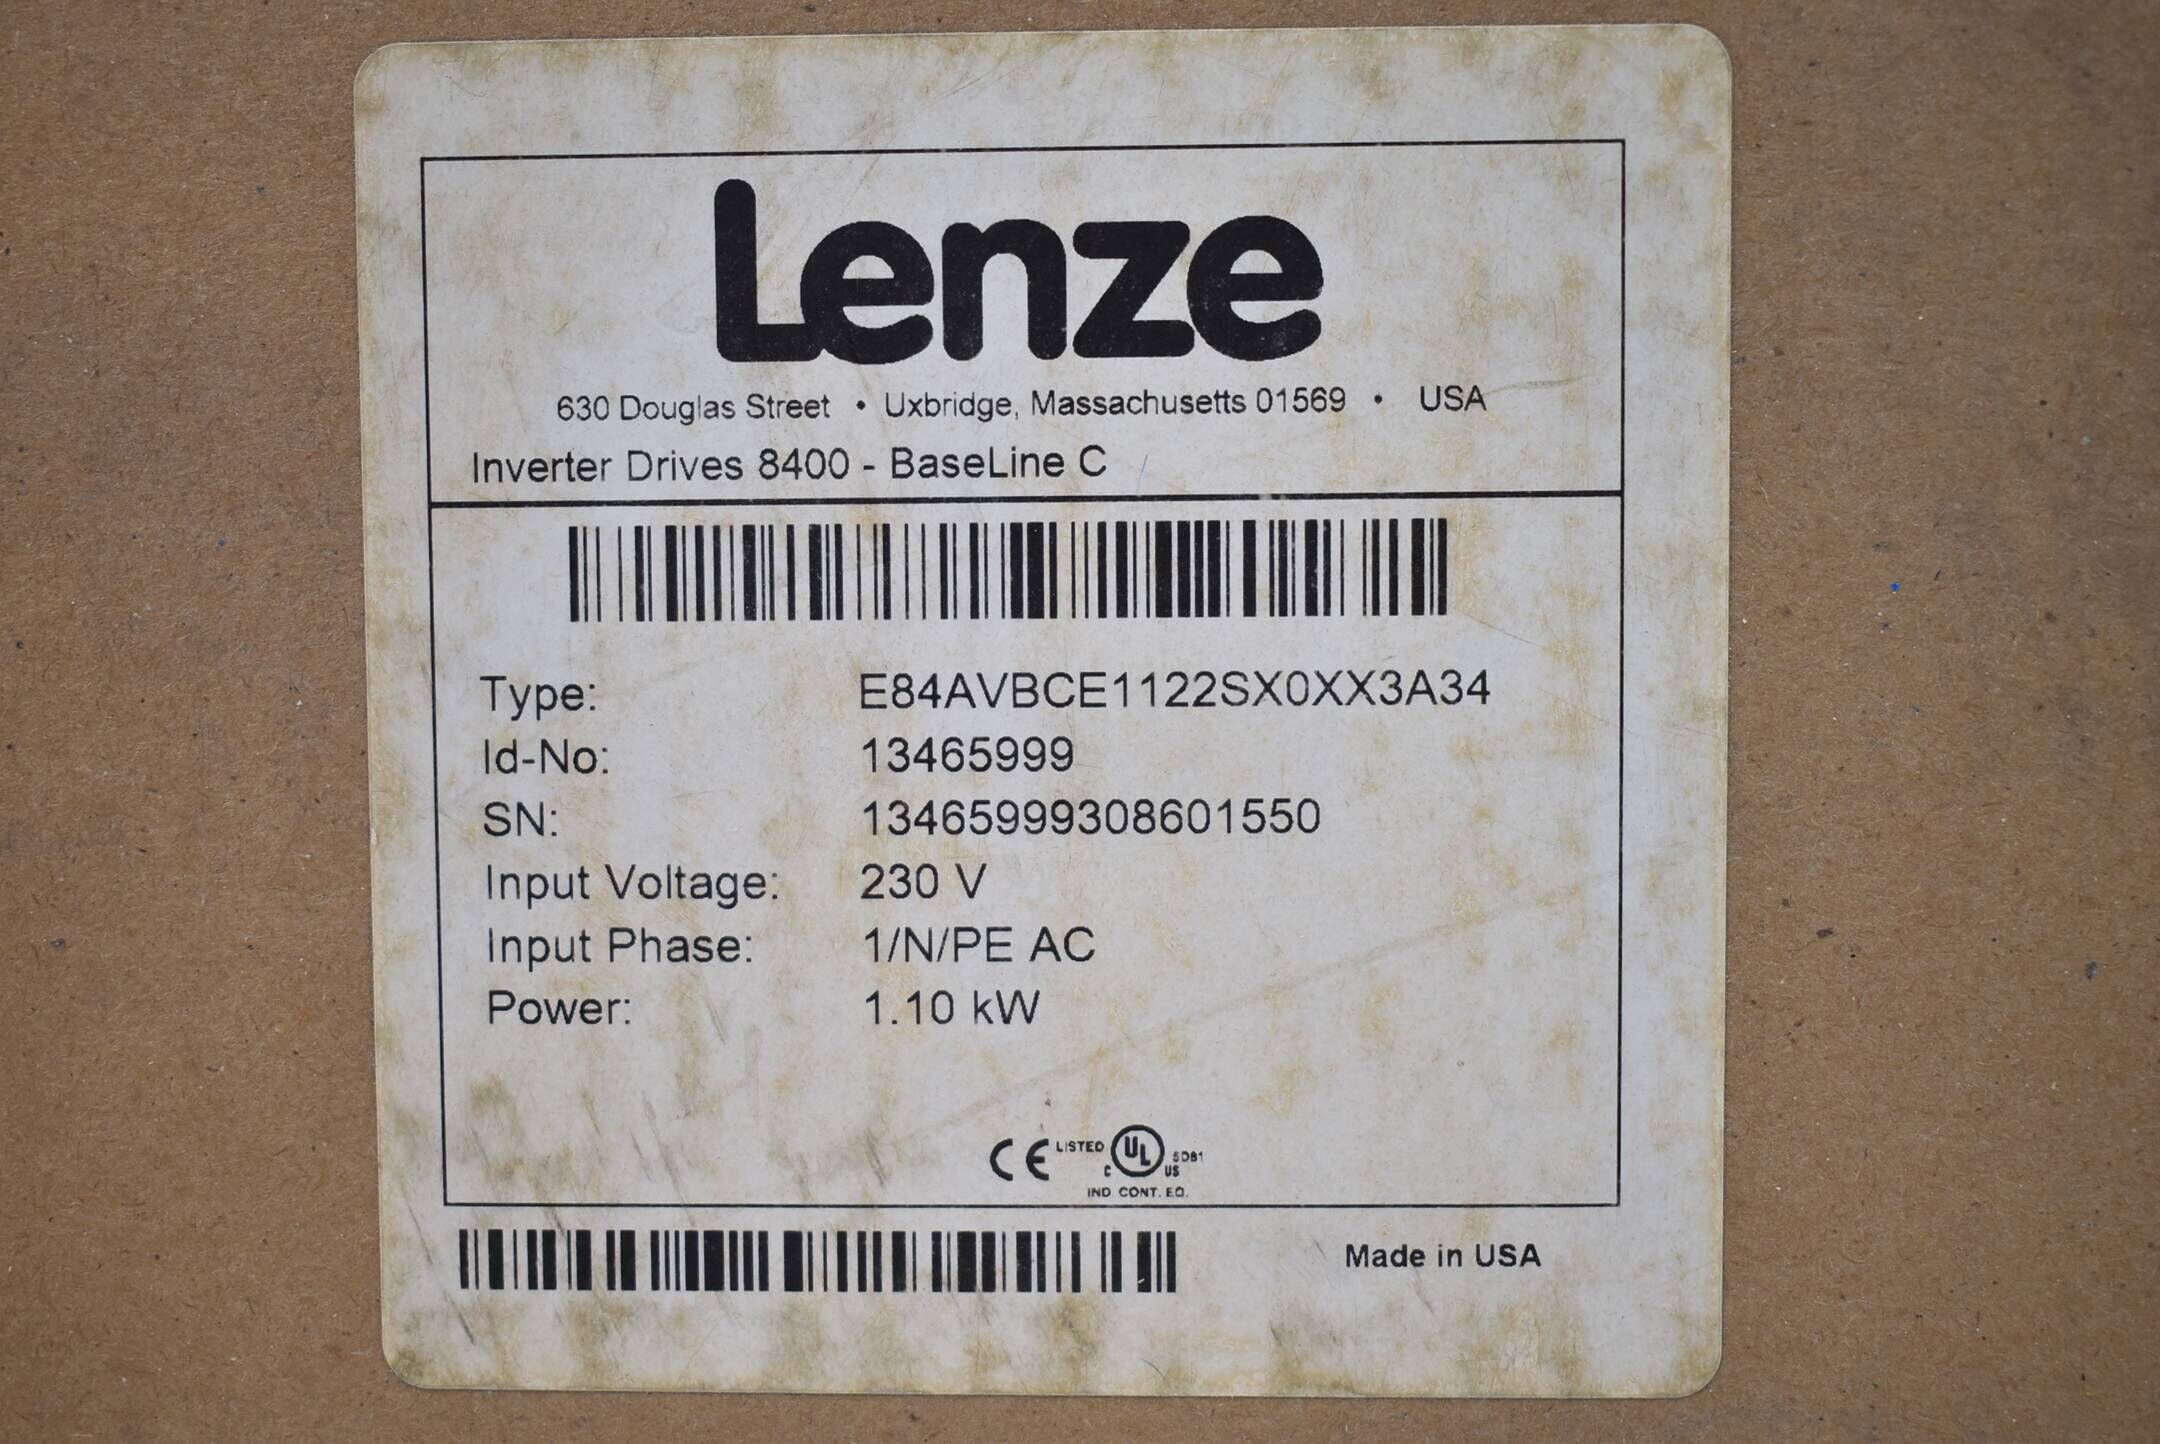 Lenze
630 Douglas Street • Uxbridge, Massachusetts 01569 • USA
Inverter Drives 8400 - BaseLine C
Type: E84AVBCE1122SX0XX3A34
Id-No: 13465999
SN: 13465999308601550
Input Voltage: 230 V
Input Phase: 1/N/PE AC
Power: 1.10 kW
CE LISTED C UL US 5D81
IND. CONT. EQ.
Made in USA